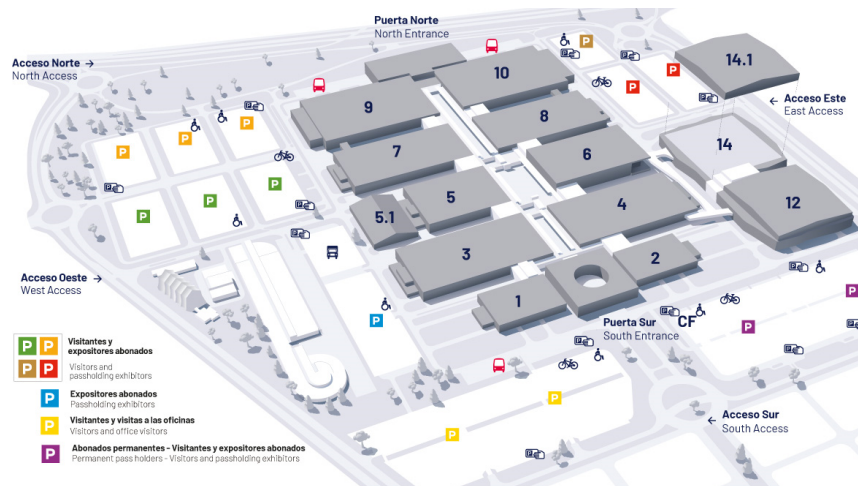 Puerta Norte
North Entrance
Acceso Norte →
North Access
14.1
Acceso Este
← East Access
10
9
8
14
7
6
5
5.1
4
12
3
2
1
Acceso Oeste →
West Access
Puerta Sur
South Entrance
CF
Acceso Sur
← South Access
P P Visitantes y
expositores abonados
P P Visitors and
passholding exhibitors
P Expositores abonados
Passholding exhibitors
P Visitantes y visitas a las oficinas
Visitors and office visitors
P Abonados permanentes - Visitantes y expositores abonados
Permanent pass holders - Visitors and passholding exhibitors
P
P
P
P
P
P
P
P
P
P
P
P
P
P